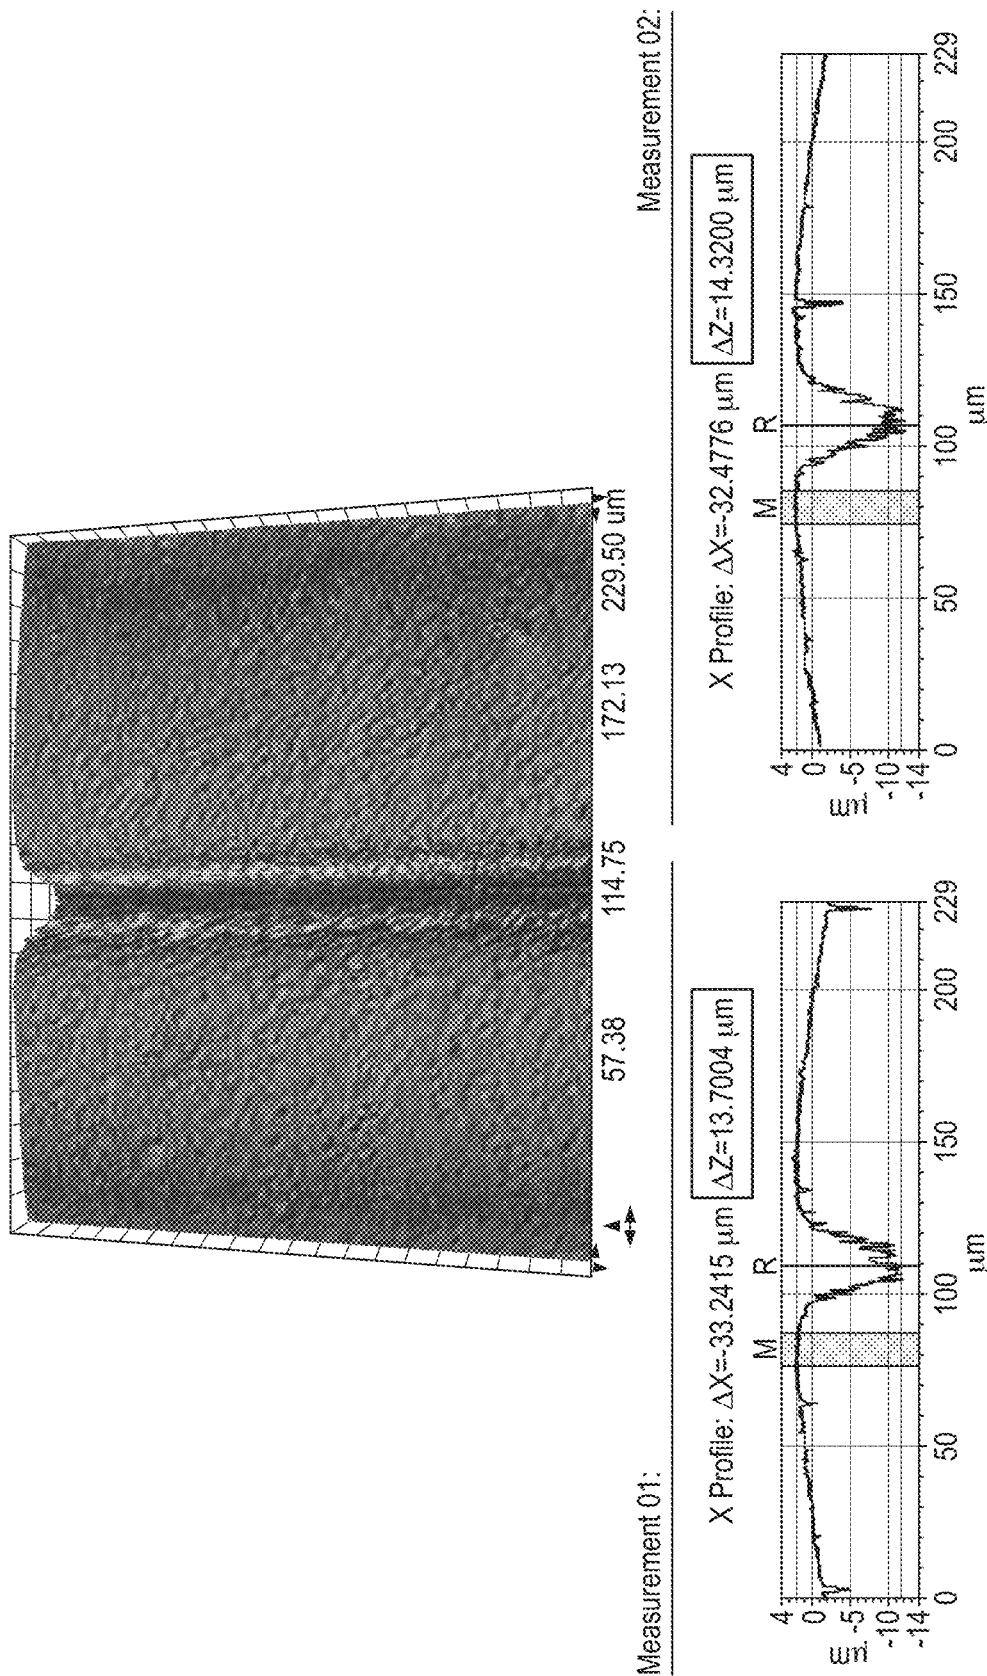 57.38 114.75 172.13 229.50 um
Measurement 01:
X Profile: ΔX=-33.2415 µm ΔZ=13.7004 µm
M R
4
0
-5
-10
-14
µm
0 50 100 150 200 229
µm
Measurement 02:
X Profile: ΔX=-32.4776 µm ΔZ=14.3200 µm
M R
4
0
-5
-10
-14
µm
0 50 100 150 200 229
µm